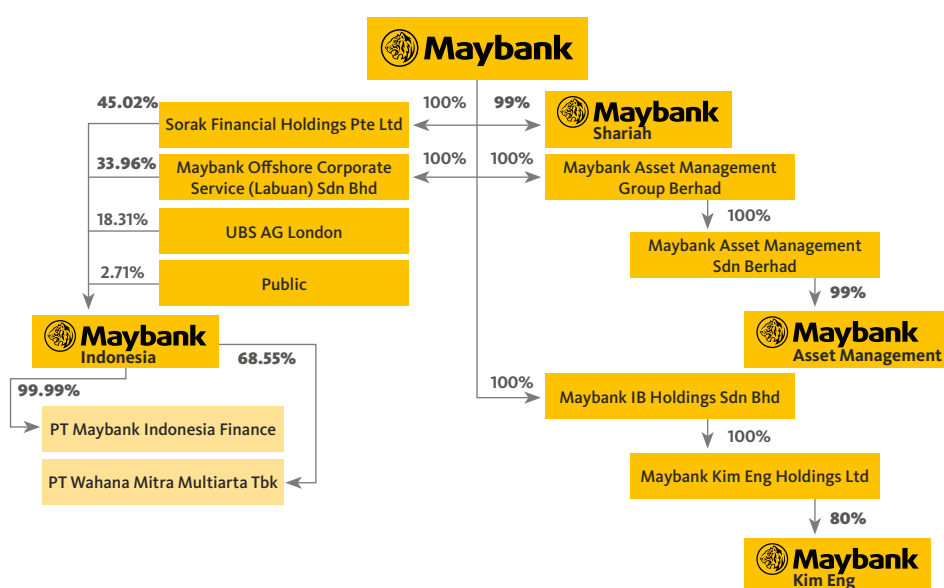 Maybank
45.02%
100%
99%
Sorak Financial Holdings Pte Ltd
Maybank
Shariah
33.96%
Maybank Offshore Corporate
Service (Labuan) Sdn Bhd
100%
100%
Maybank Asset Management
Group Berhad
18.31%
UBS AG London
100%
Maybank Asset Management
Sdn Berhad
2.71%
Public
99%
Maybank
Indonesia
Maybank
Asset Management
68.55%
99.99%
100%
Maybank IB Holdings Sdn Bhd
PT Maybank Indonesia Finance
100%
PT Wahana Mitra Multiarta Tbk
Maybank Kim Eng Holdings Ltd
80%
Maybank
Kim Eng